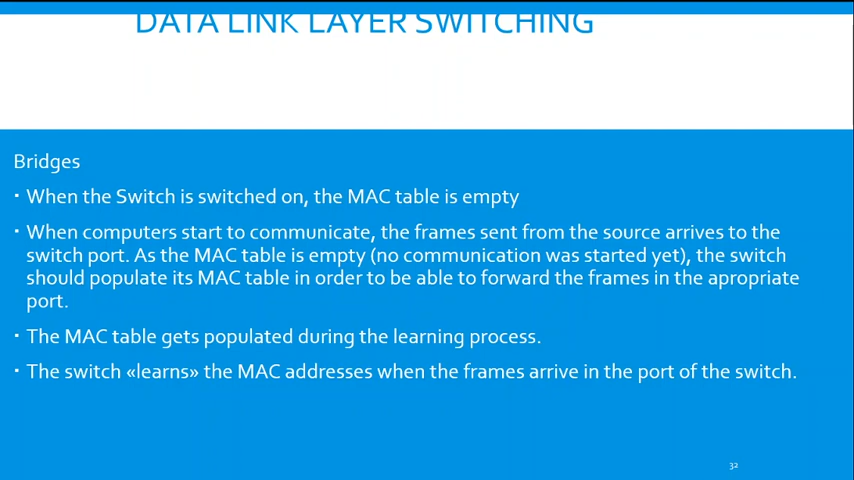 DATA LINK LAYER SWITCHING
Bridges
▪ When the Switch is switched on, the MAC table is empty
▪ When computers start to communicate, the frames sent from the source arrives to the
switch port. As the MAC table is empty (no communication was started yet), the switch
should populate its MAC table in order to be able to forward the frames in the apropriate
port.
▪ The MAC table gets populated during the learning process.
▪ The switch «learns» the MAC addresses when the frames arrive in the port of the switch.
32